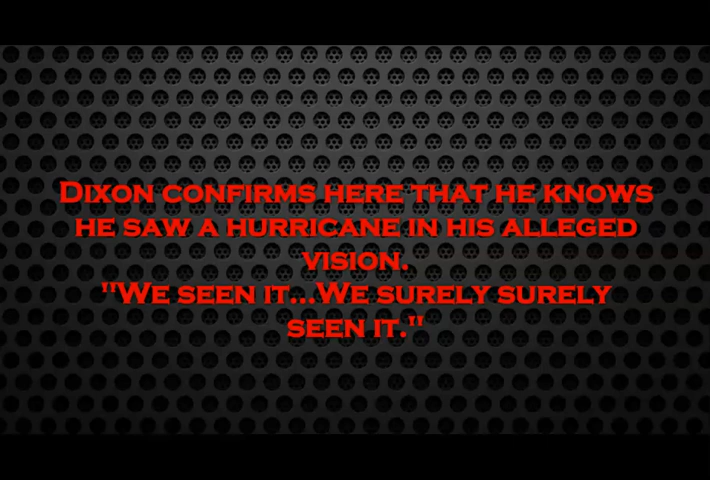 Dixon confirms here that he knows
he saw a hurricane in his alleged
vision.
"We seen it...We surely surely
seen it."